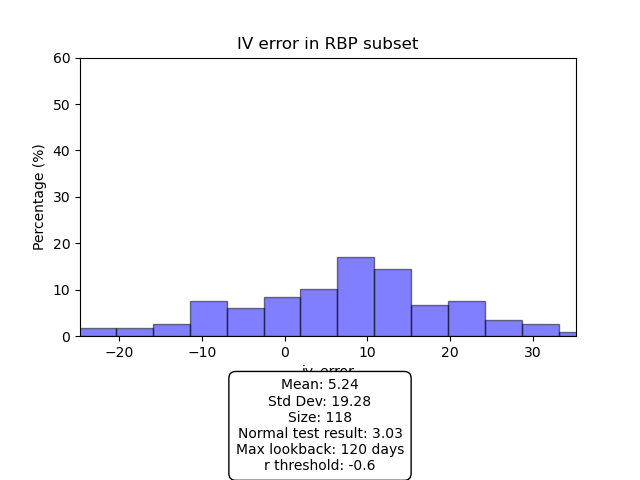 IV error in RBP subset
Percentage (%)
60
50
40
30
20
10
0
−20 −10 0 10 20 30
iv_error
Mean: 5.24
Std Dev: 19.28
Size: 118
Normal test result: 3.03
Max lookback: 120 days
r threshold: -0.6